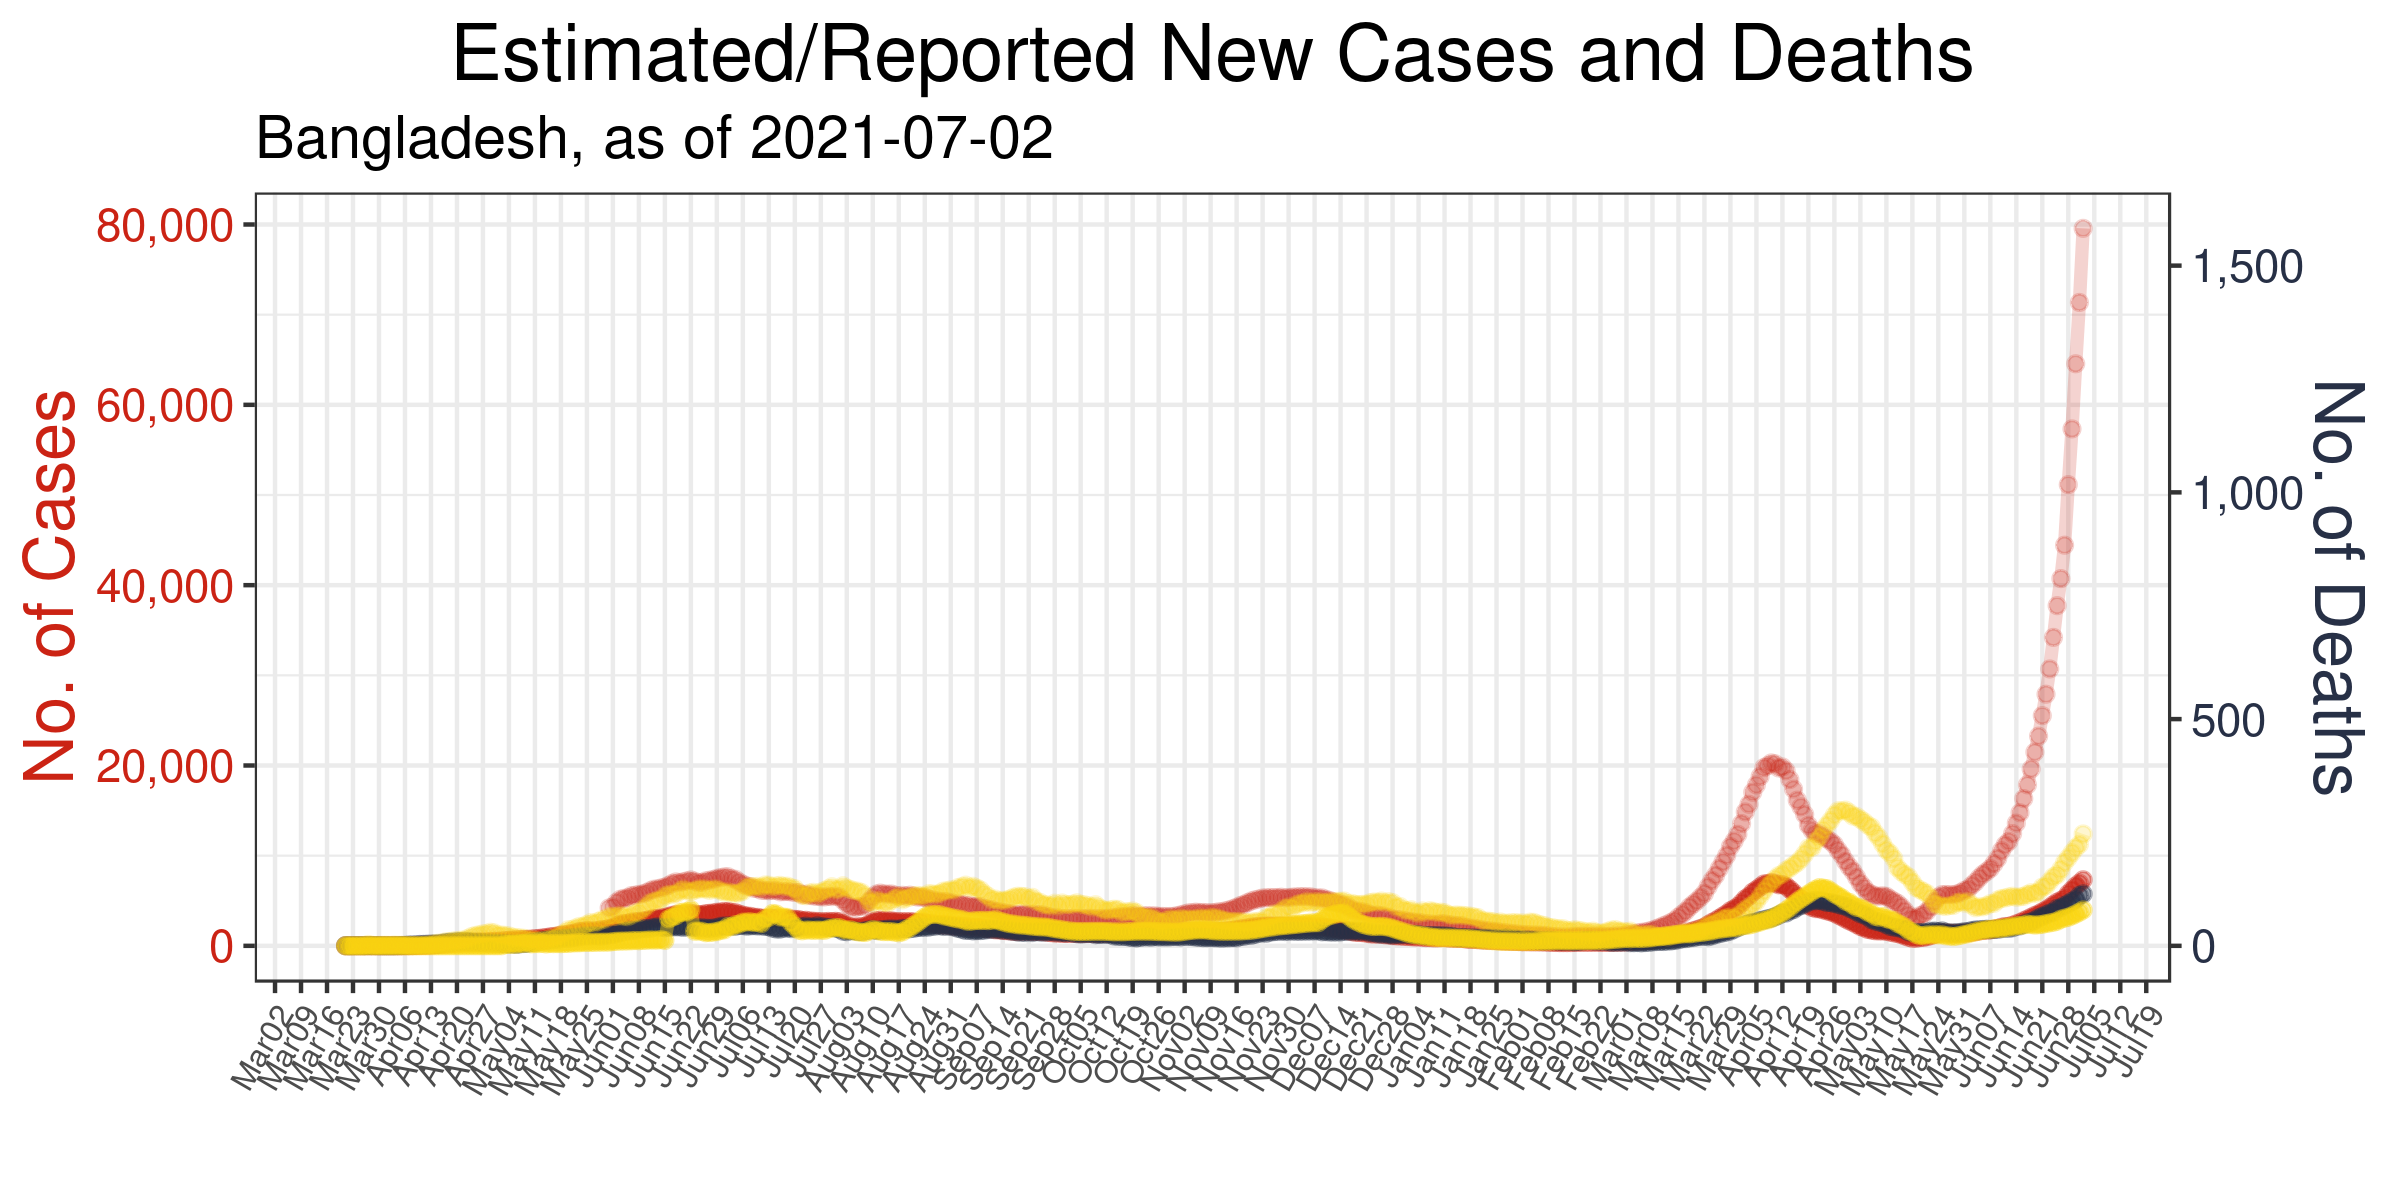 Estimated/Reported New Cases and Deaths
Bangladesh, as of 2021-07-02
No. of Cases
80,000
60,000
40,000
20,000
0
1,500
1,000
500
0
No. of Deaths
Mar02
Mar09
Mar16
Mar23
Mar30
Apr06
Apr13
Apr20
Apr27
May04
May11
May18
May25
Jun01
Jun08
Jun15
Jun22
Jun29
Jul06
Jul13
Jul20
Jul27
Aug03
Aug10
Aug17
Aug24
Aug31
Sep07
Sep14
Sep21
Sep28
Oct05
Oct12
Oct19
Oct26
Nov02
Nov09
Nov16
Nov23
Nov30
Dec07
Dec14
Dec21
Dec28
Jan04
Jan11
Jan18
Jan25
Feb01
Feb08
Feb15
Feb22
Mar01
Mar08
Mar15
Mar22
Mar29
Apr05
Apr12
Apr19
Apr26
May03
May10
May17
May24
May31
Jun07
Jun14
Jun21
Jun28
Jul05
Jul12
Jul19